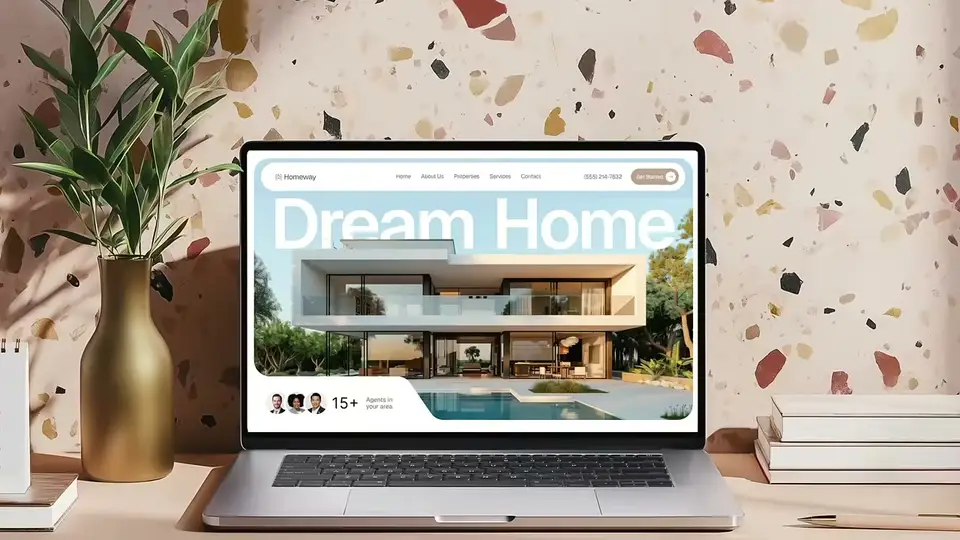 Homeway
Home About Us Properties Services Contact
(555) 214-7832
Get Started
Dream Home
15+
Agents in
your area